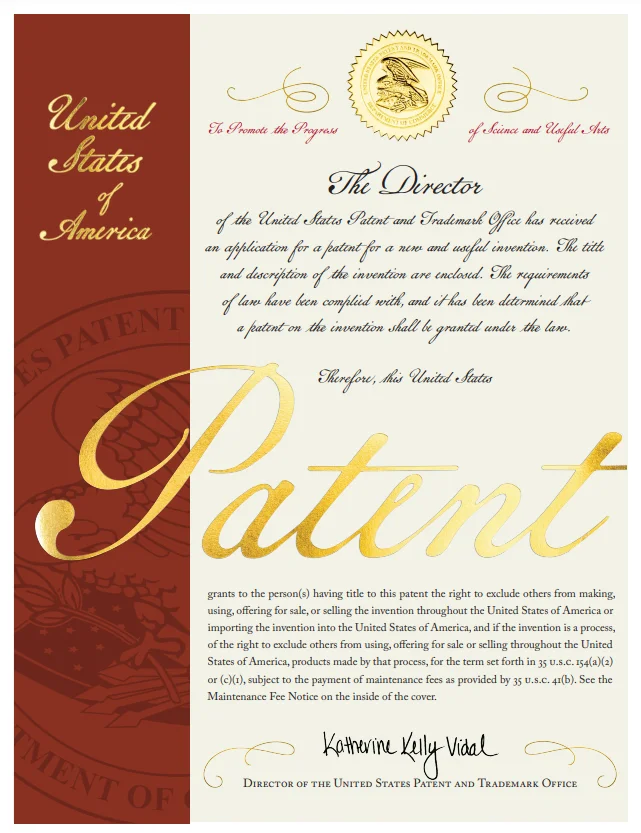 United
States
of
America
To Promote the Progress
of Science and Useful Arts
The Director
of the United States Patent and Trademark Office has received
an application for a patent for a new and useful invention. The title
and description of the invention are enclosed. The requirements
of law have been complied with, and it has been determined that
a patent on the invention shall be granted under the law.
Therefore, this United States
Patent
grants to the person(s) having title to this patent the right to exclude others from making,
using, offering for sale, or selling the invention throughout the United States of America or
importing the invention into the United States of America, and if the invention is a process,
of the right to exclude others from using, offering for sale or selling throughout the United
States of America, products made by that process, for the term set forth in 35 U.S.C. 154(a)(2)
or (c)(1), subject to the payment of maintenance fees as provided by 35 U.S.C. 41(b). See the
Maintenance Fee Notice on the inside of the cover.
Katherine Kelly Vidal
Director of the United States Patent and Trademark Office
ES PATENT
TMENT OF